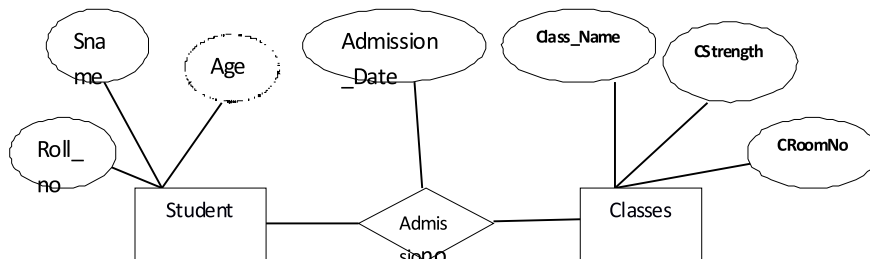 Sna
me
Age
Admission
_Date
Class_Name
CStrength
Roll_
no
CRoomNo
Student
Admis
Classes